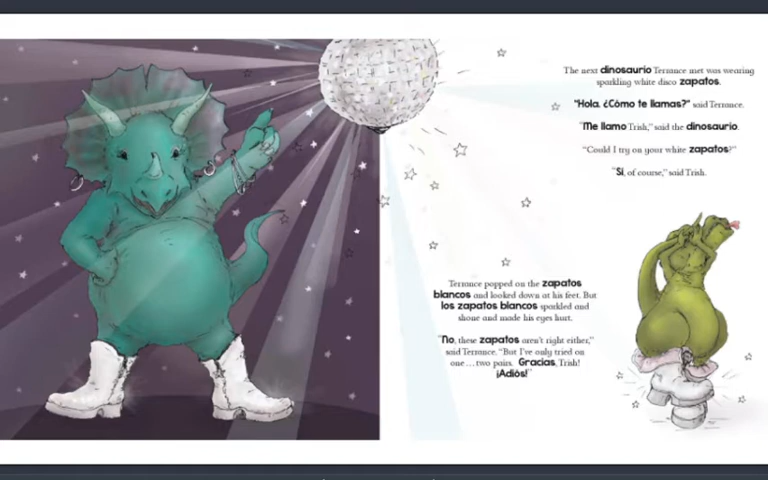 The next dinosaurio Terrance met was wearing
sparkling white disco zapatos.
"Hola. ¿Cómo te llamas?" said Terrance.
"Me llamo Trish," said the dinosaurio.
"Could I try on your white zapatos?"
"Sí, of course," said Trish.
Terrance popped on the zapatos
blancos and looked down at his feet. But
los zapatos blancos sparkled and
shone and made his eyes hurt.
"No, these zapatos aren't right either,"
said Terrance. "But I've only tried on
one... two pairs. Gracias, Trish!
¡Adiós!"